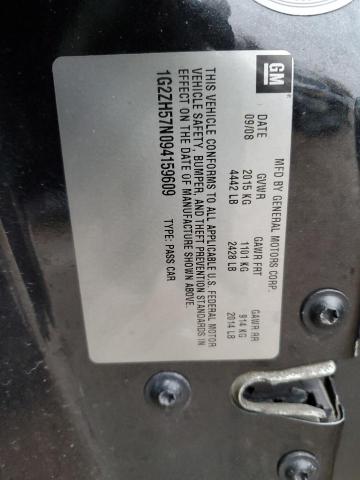 GM
MFD BY GENERAL MOTORS CORP.
DATE GVWR GAWR FRT GAWR RR
09/08 2015 KG 1101 KG 914 KG
4442 LB 2428 LB 2014 LB
THIS VEHICLE CONFORMS TO ALL APPLICABLE U.S. FEDERAL MOTOR
VEHICLE SAFETY, BUMPER, AND THEFT PREVENTION STANDARDS IN
EFFECT ON THE DATE OF MANUFACTURE SHOWN ABOVE.
1G2ZH57N094159609 TYPE: PASS CAR